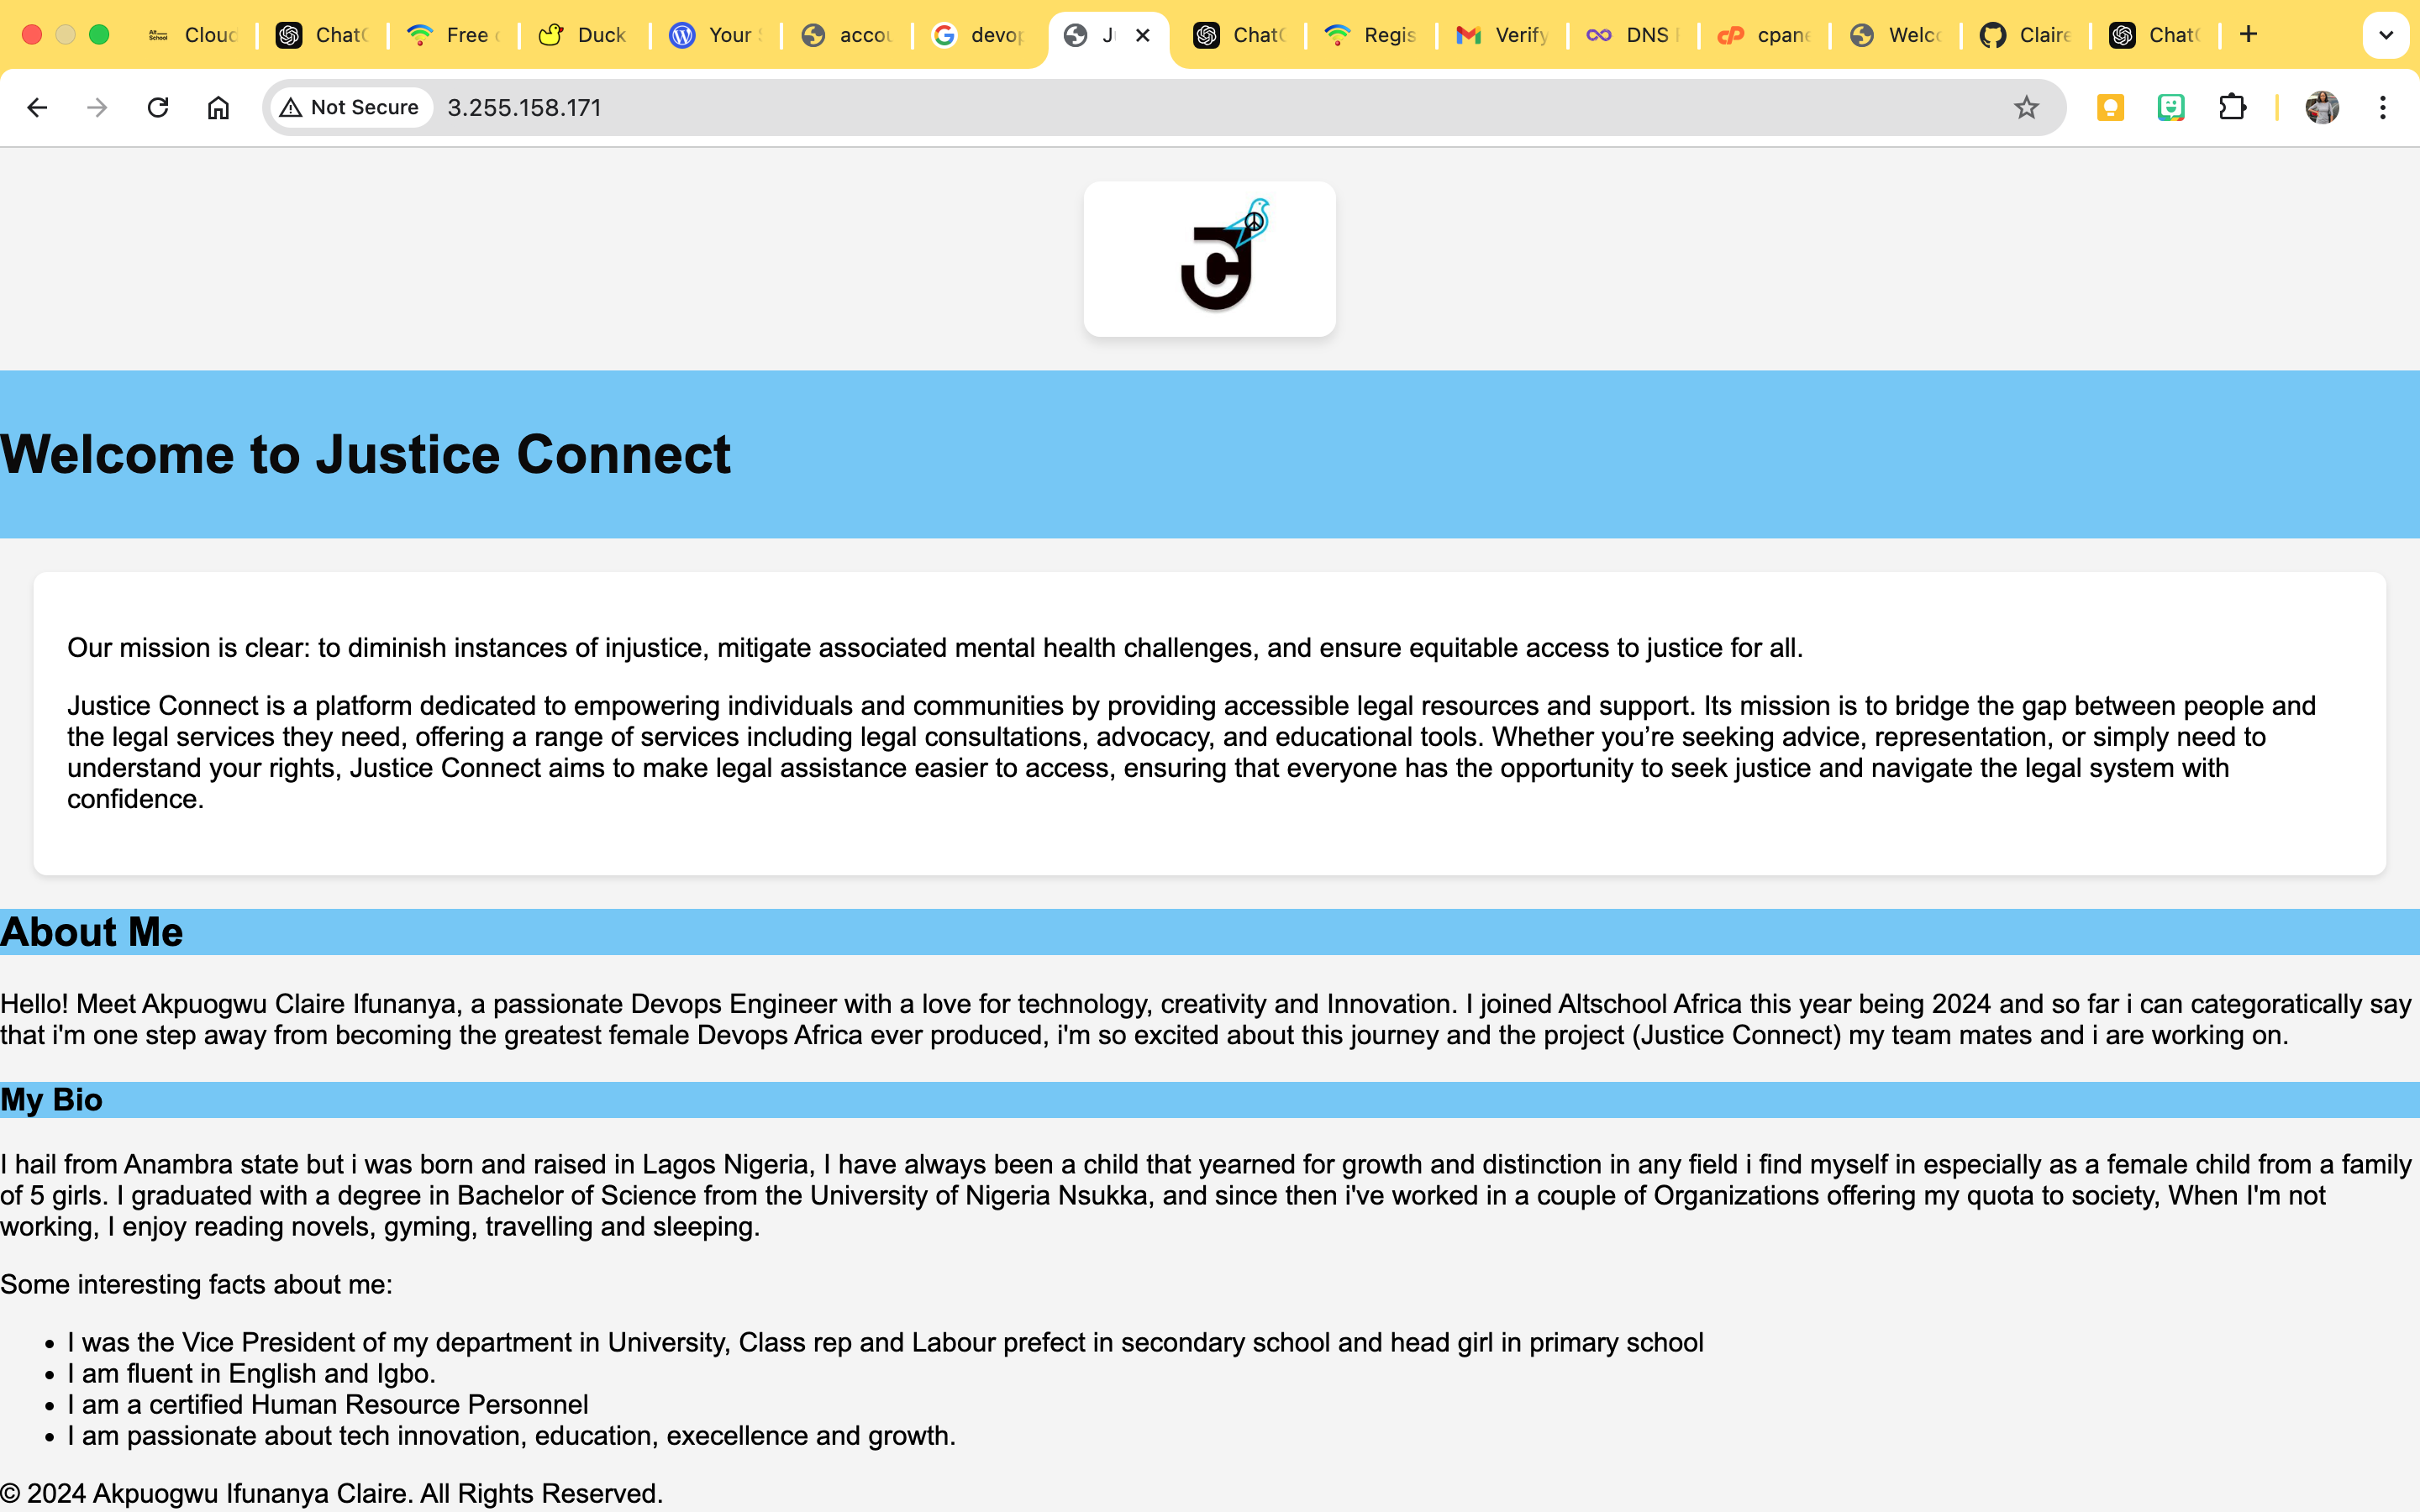 Cloud ChatG Free Duck Your accou devop J ChatG Regis Verify DNS cpane Welco Claire ChatG
Not Secure 3.255.158.171
Welcome to Justice Connect
Our mission is clear: to diminish instances of injustice, mitigate associated mental health challenges, and ensure equitable access to justice for all.
Justice Connect is a platform dedicated to empowering individuals and communities by providing accessible legal resources and support. Its mission is to bridge the gap between people and
the legal services they need, offering a range of services including legal consultations, advocacy, and educational tools. Whether you’re seeking advice, representation, or simply need to
understand your rights, Justice Connect aims to make legal assistance easier to access, ensuring that everyone has the opportunity to seek justice and navigate the legal system with
confidence.
About Me
Hello! Meet Akpuogwu Claire Ifunanya, a passionate Devops Engineer with a love for technology, creativity and Innovation. I joined Altschool Africa this year being 2024 and so far i can categoratically say
that i'm one step away from becoming the greatest female Devops Africa ever produced, i'm so excited about this journey and the project (Justice Connect) my team mates and i are working on.
My Bio
I hail from Anambra state but i was born and raised in Lagos Nigeria, I have always been a child that yearned for growth and distinction in any field i find myself in especially as a female child from a family
of 5 girls. I graduated with a degree in Bachelor of Science from the University of Nigeria Nsukka, and since then i've worked in a couple of Organizations offering my quota to society, When I'm not
working, I enjoy reading novels, gyming, travelling and sleeping.
Some interesting facts about me:
• I was the Vice President of my department in University, Class rep and Labour prefect in secondary school and head girl in primary school
• I am fluent in English and Igbo.
• I am a certified Human Resource Personnel
• I am passionate about tech innovation, education, execellence and growth.
© 2024 Akpuogwu Ifunanya Claire. All Rights Reserved.